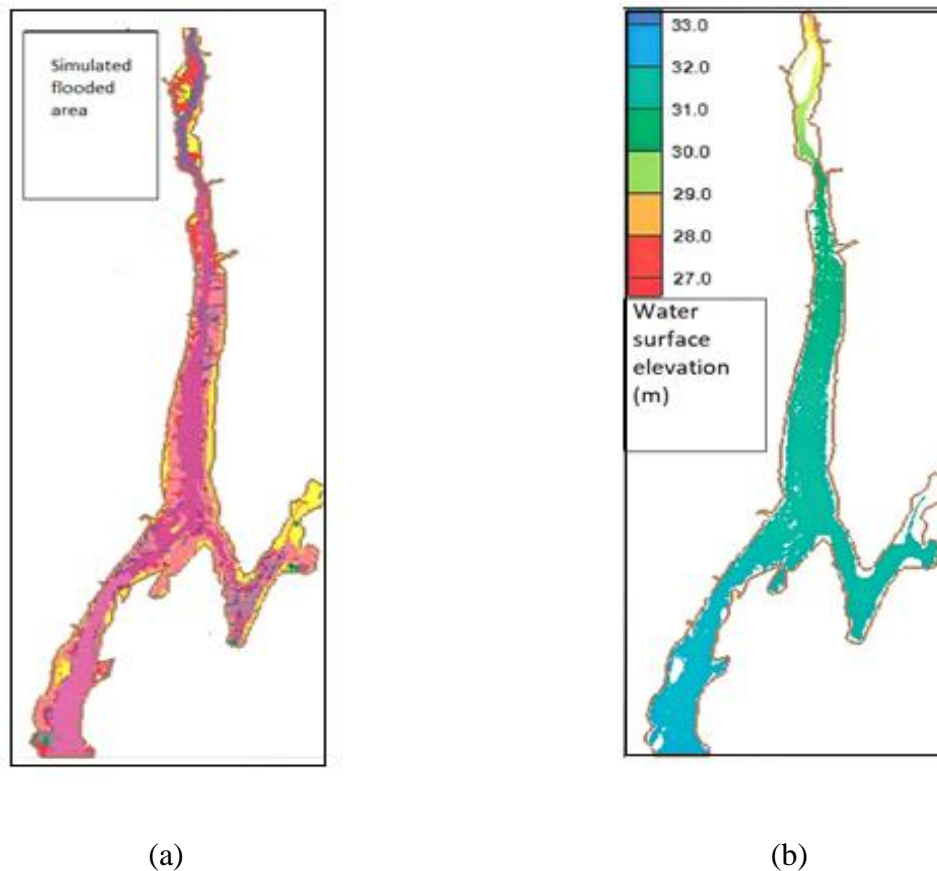 Simulated
flooded
area
33.0
32.0
31.0
30.0
29.0
28.0
27.0
Water
surface
elevation
(m)
(a)
(b)